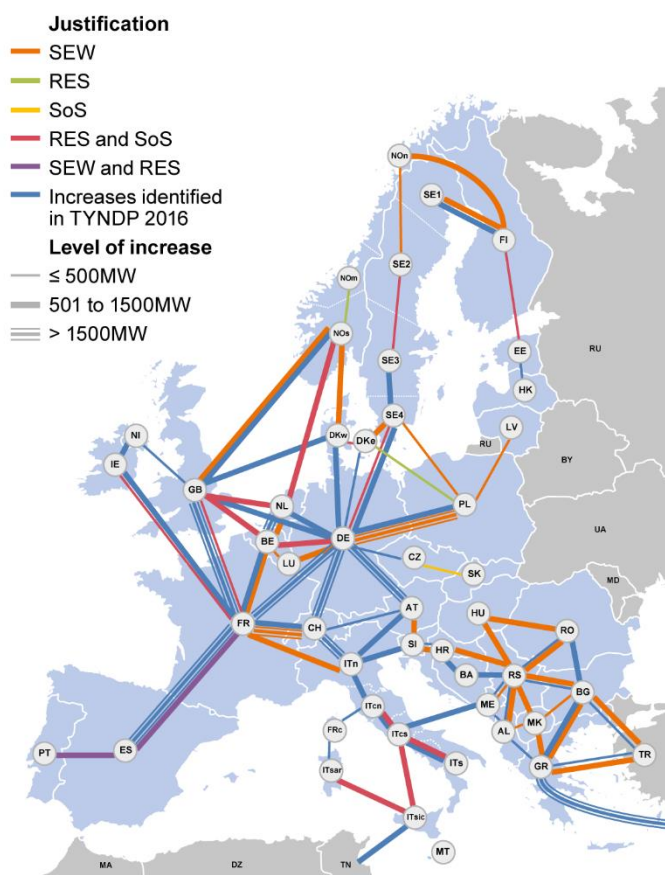 Justification
SEW
RES
SoS
RES and SoS
SEW and RES
Increases identified
in TYNDP 2016
Level of increase
≤ 500MW
501 to 1500MW
> 1500MW
NOn
SE1
FI
SE2
NOm
NOs
SE3
EE
RU
HK
SE4
LV
NI
DKw
DKe
RU
BY
IE
GB
NL
PL
BE
DE
UA
LU
CZ
SK
MD
AT
HU
FR
CH
RO
SI
HR
ITn
BA
RS
BG
ITcn
ME
FRc
ITcs
AL
MK
PT
ES
ITs
GR
TR
ITsar
ITsic
MT
MA
DZ
TN